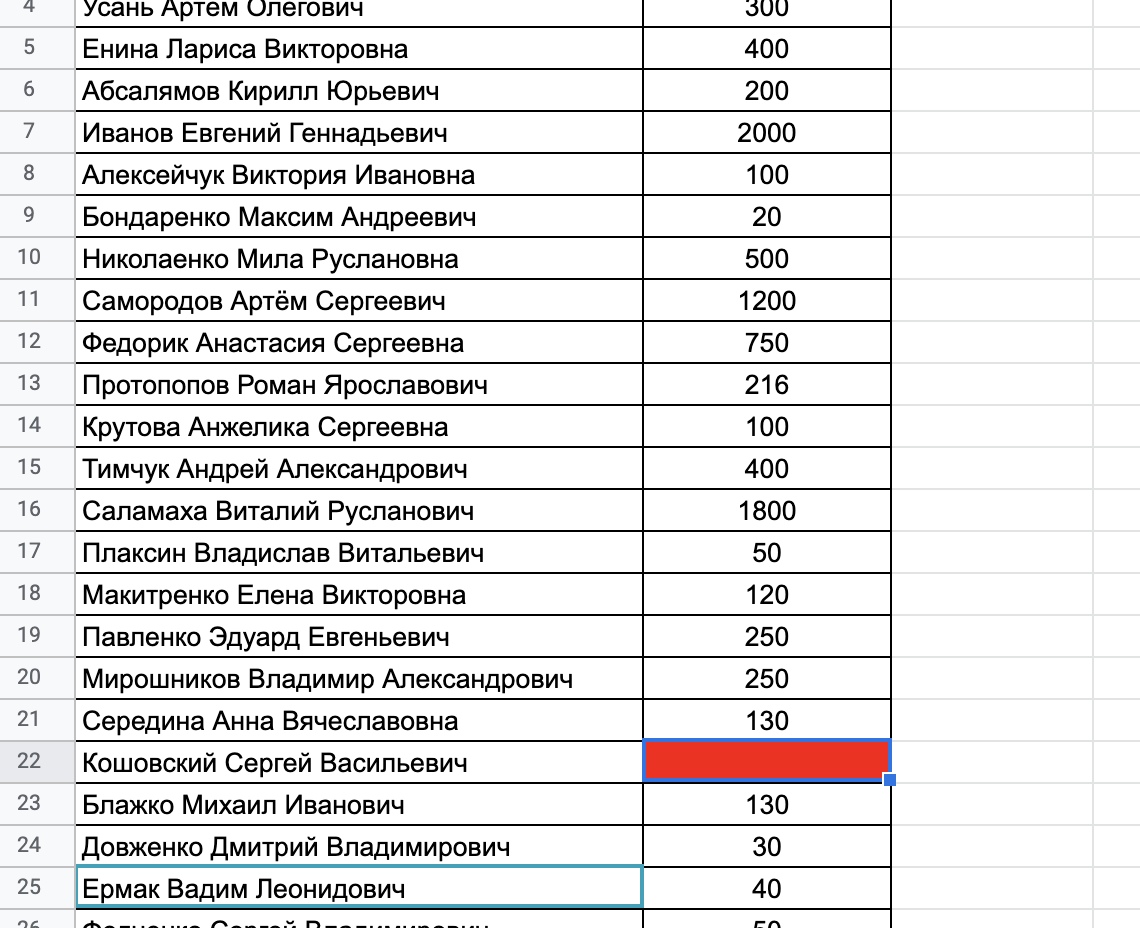 4 Усань Артем Олегович 300
5 Енина Лариса Викторовна 400
6 Абсалямов Кирилл Юрьевич 200
7 Иванов Евгений Геннадьевич 2000
8 Алексейчук Виктория Ивановна 100
9 Бондаренко Максим Андреевич 20
10 Николаенко Мила Руслановна 500
11 Самородов Артём Сергеевич 1200
12 Федорик Анастасия Сергеевна 750
13 Протопопов Роман Ярославович 216
14 Крутова Анжелика Сергеевна 100
15 Тимчук Андрей Александрович 400
16 Саламаха Виталий Русланович 1800
17 Плаксин Владислав Витальевич 50
18 Макитренко Елена Викторовна 120
19 Павленко Эдуард Евгеньевич 250
20 Мирошников Владимир Александрович 250
21 Середина Анна Вячеславовна 130
22 Кошовский Сергей Васильевич
23 Блажко Михаил Иванович 130
24 Довженко Дмитрий Владимирович 30
25 Ермак Вадим Леонидович 40
26 Сергей Владимирович 50